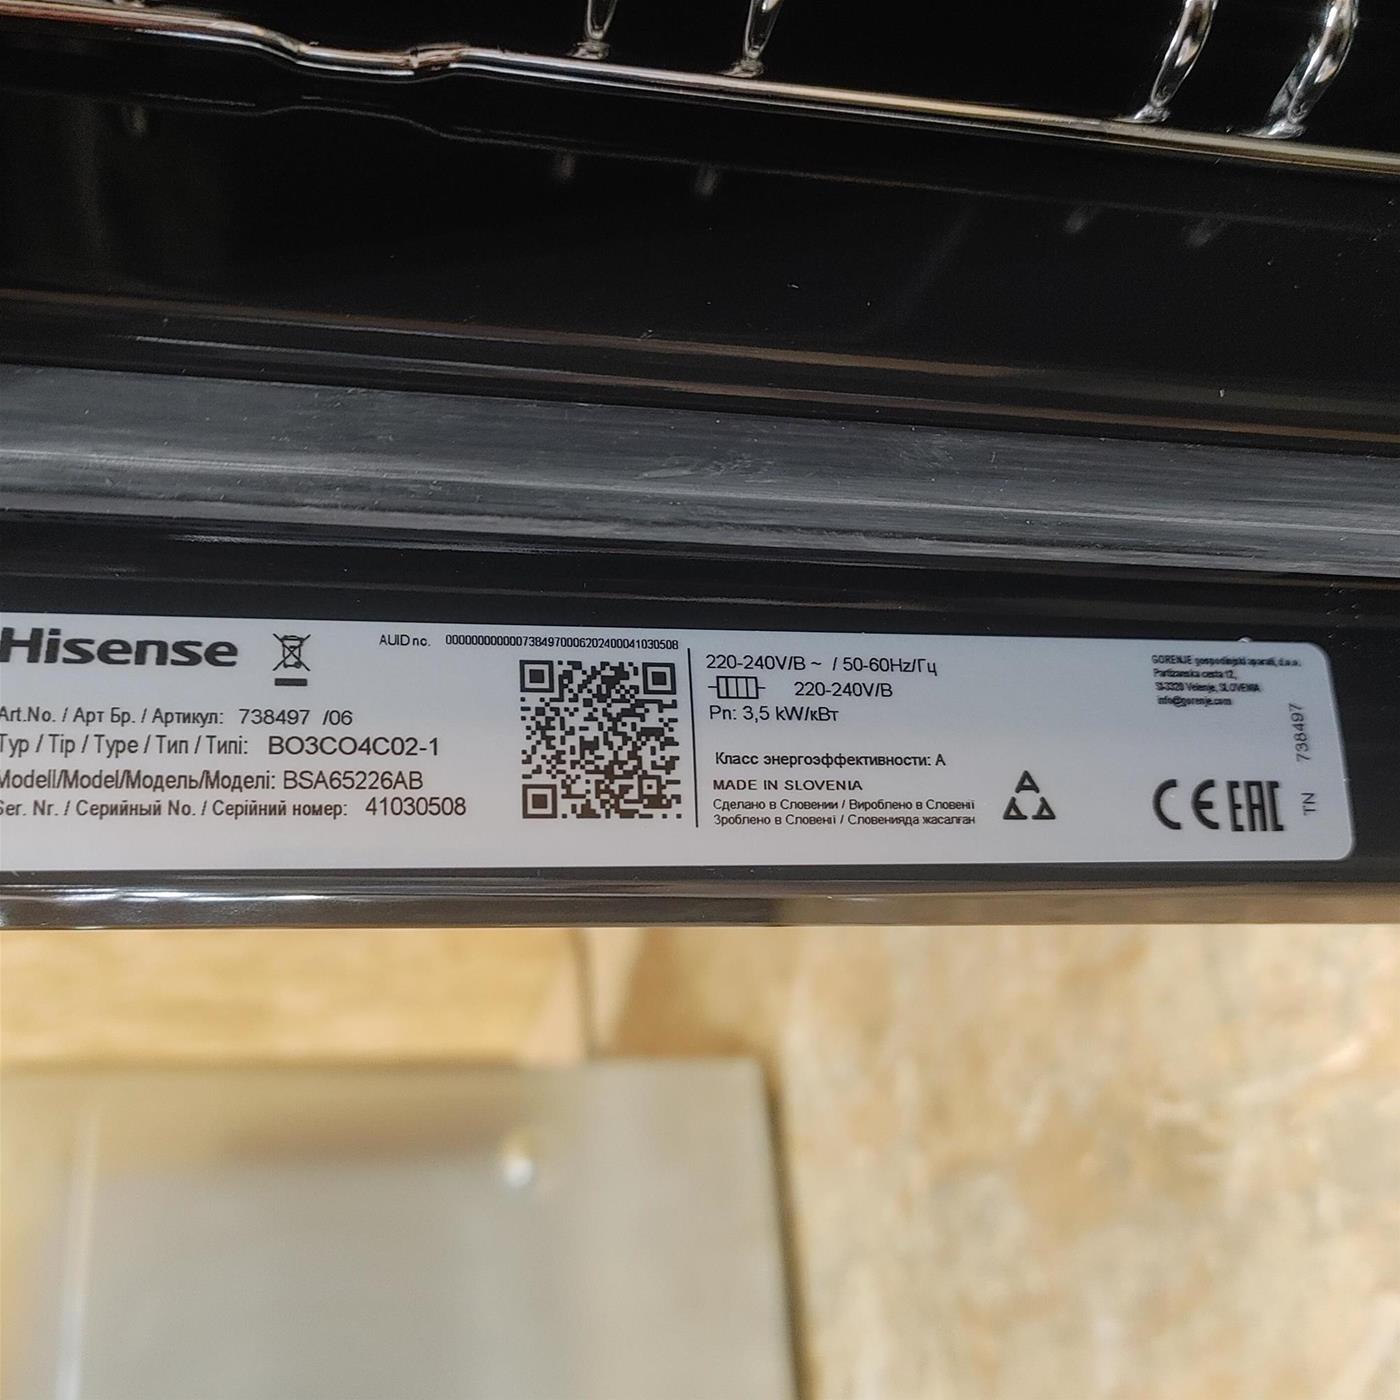 Hisense
AUID no. 0000000000007384970006202400041030508
Art.No. / Арт Бр. / Артикул: 738497 /06
Typ / Tip / Type / Тип / Типі: BO3CO4C02-1
Modell/Model/Модель/Моделі: BSA65226AB
Ser. Nr. / Серийный No. / Серійний номер: 41030508
220-240V/B ~ / 50-60Hz/Гц
220-240V/B
Pn: 3,5 kW/кВт
Класс энергоэффективности: A
MADE IN SLOVENIA
Сделано в Словении / Вироблено в Словенії
Зроблено в Словенії / Словенияда жасалған
GORENJE gospodinjski aparati, d.o.o.
Partizanska cesta 12,
SI-3320 Velenje, SLOVENIA
info@gorenje.com
CE EAC
TN 738497